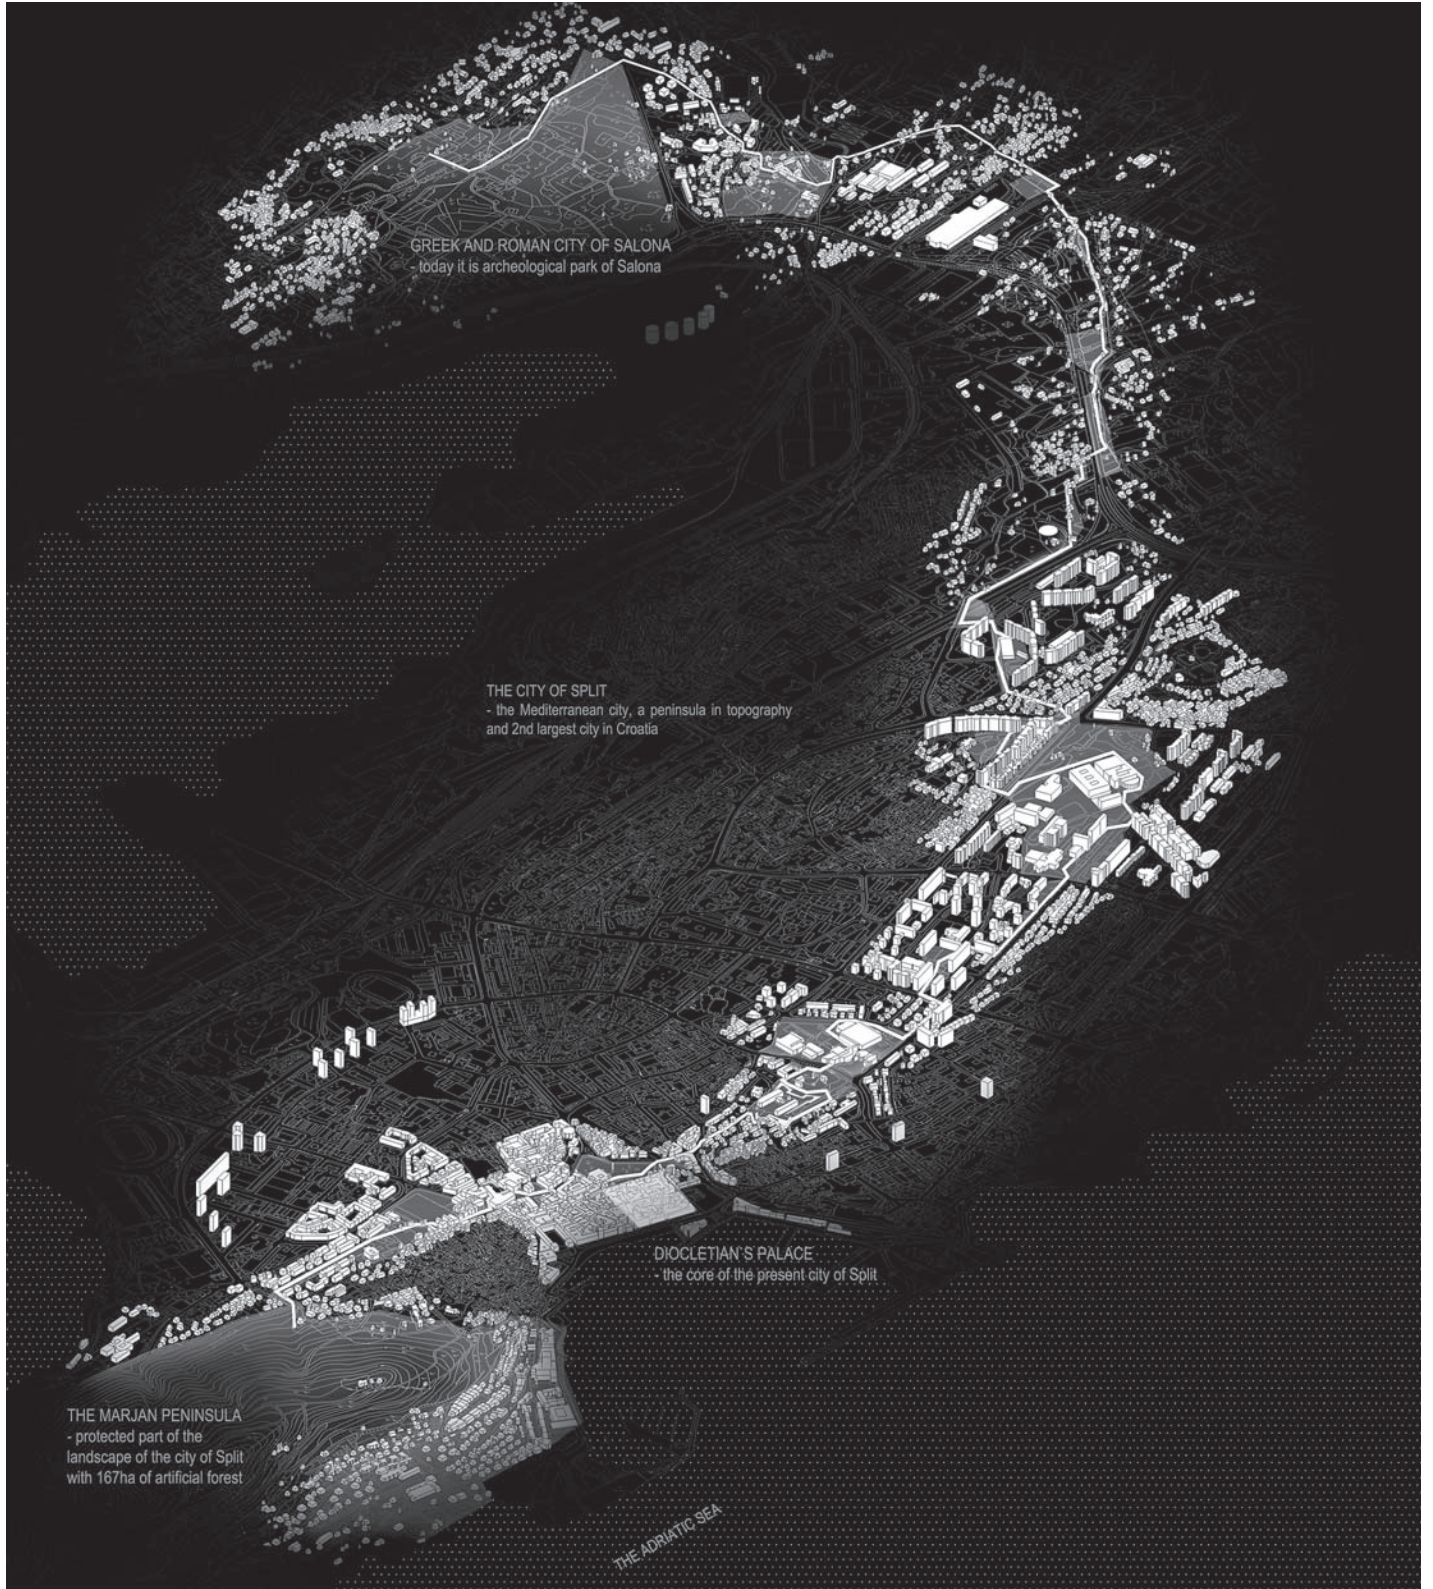 GREEK AND ROMAN CITY OF SALONA
- today it is archeological park of Salona
THE CITY OF SPLIT
- the Mediterranean city, a peninsula in topography
and 2nd largest city in Croatia
DIOCLETIAN`S PALACE
- the core of the present city of Split
THE MARJAN PENINSULA
- protected part of the
landscape of the city of Split
with 167ha of artificial forest
THE ADRIATIC SEA